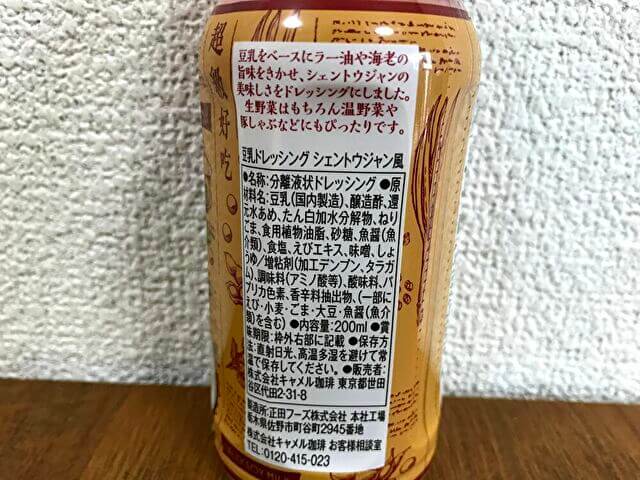 豆乳をベースにラー油や海老の
旨味をきかせ、シェントウジャンの
美味しさをドレッシングにしました。
生野菜はもちろん温野菜や
豚しゃぶなどにもぴったりです。
豆乳ドレッシング シェントウジャン風
●名称:分離液状ドレッシング ●原
材料名:豆乳(国内製造)、醸造酢、還
元水あめ、たん白加水分解物、ねり
ごま、食用植物油脂、砂糖、魚醤(魚
介類)、食塩、えびエキス、味噌、しょ
うゆ/増粘剤(加工デンプン、タラガ
ム)、調味料(アミノ酸等)、酸味料、パ
プリカ色素、香辛料抽出物、(一部に
えび・小麦・ごま・大豆・魚醤(魚介
類)を含む) ●内容量:200ml ●賞
味期限:枠外右部に記載 ●保存方
法:直射日光、高温多湿を避けて常
温で保存してください。 ●販売者:
株式会社キャメル珈琲 東京都世田
谷区代田2-31-8
製造所:正田フーズ株式会社 本社工場
栃木県佐野市町谷町2945番地
株式会社キャメル珈琲 お客様相談室
TEL:0120-415-023
超
好吃